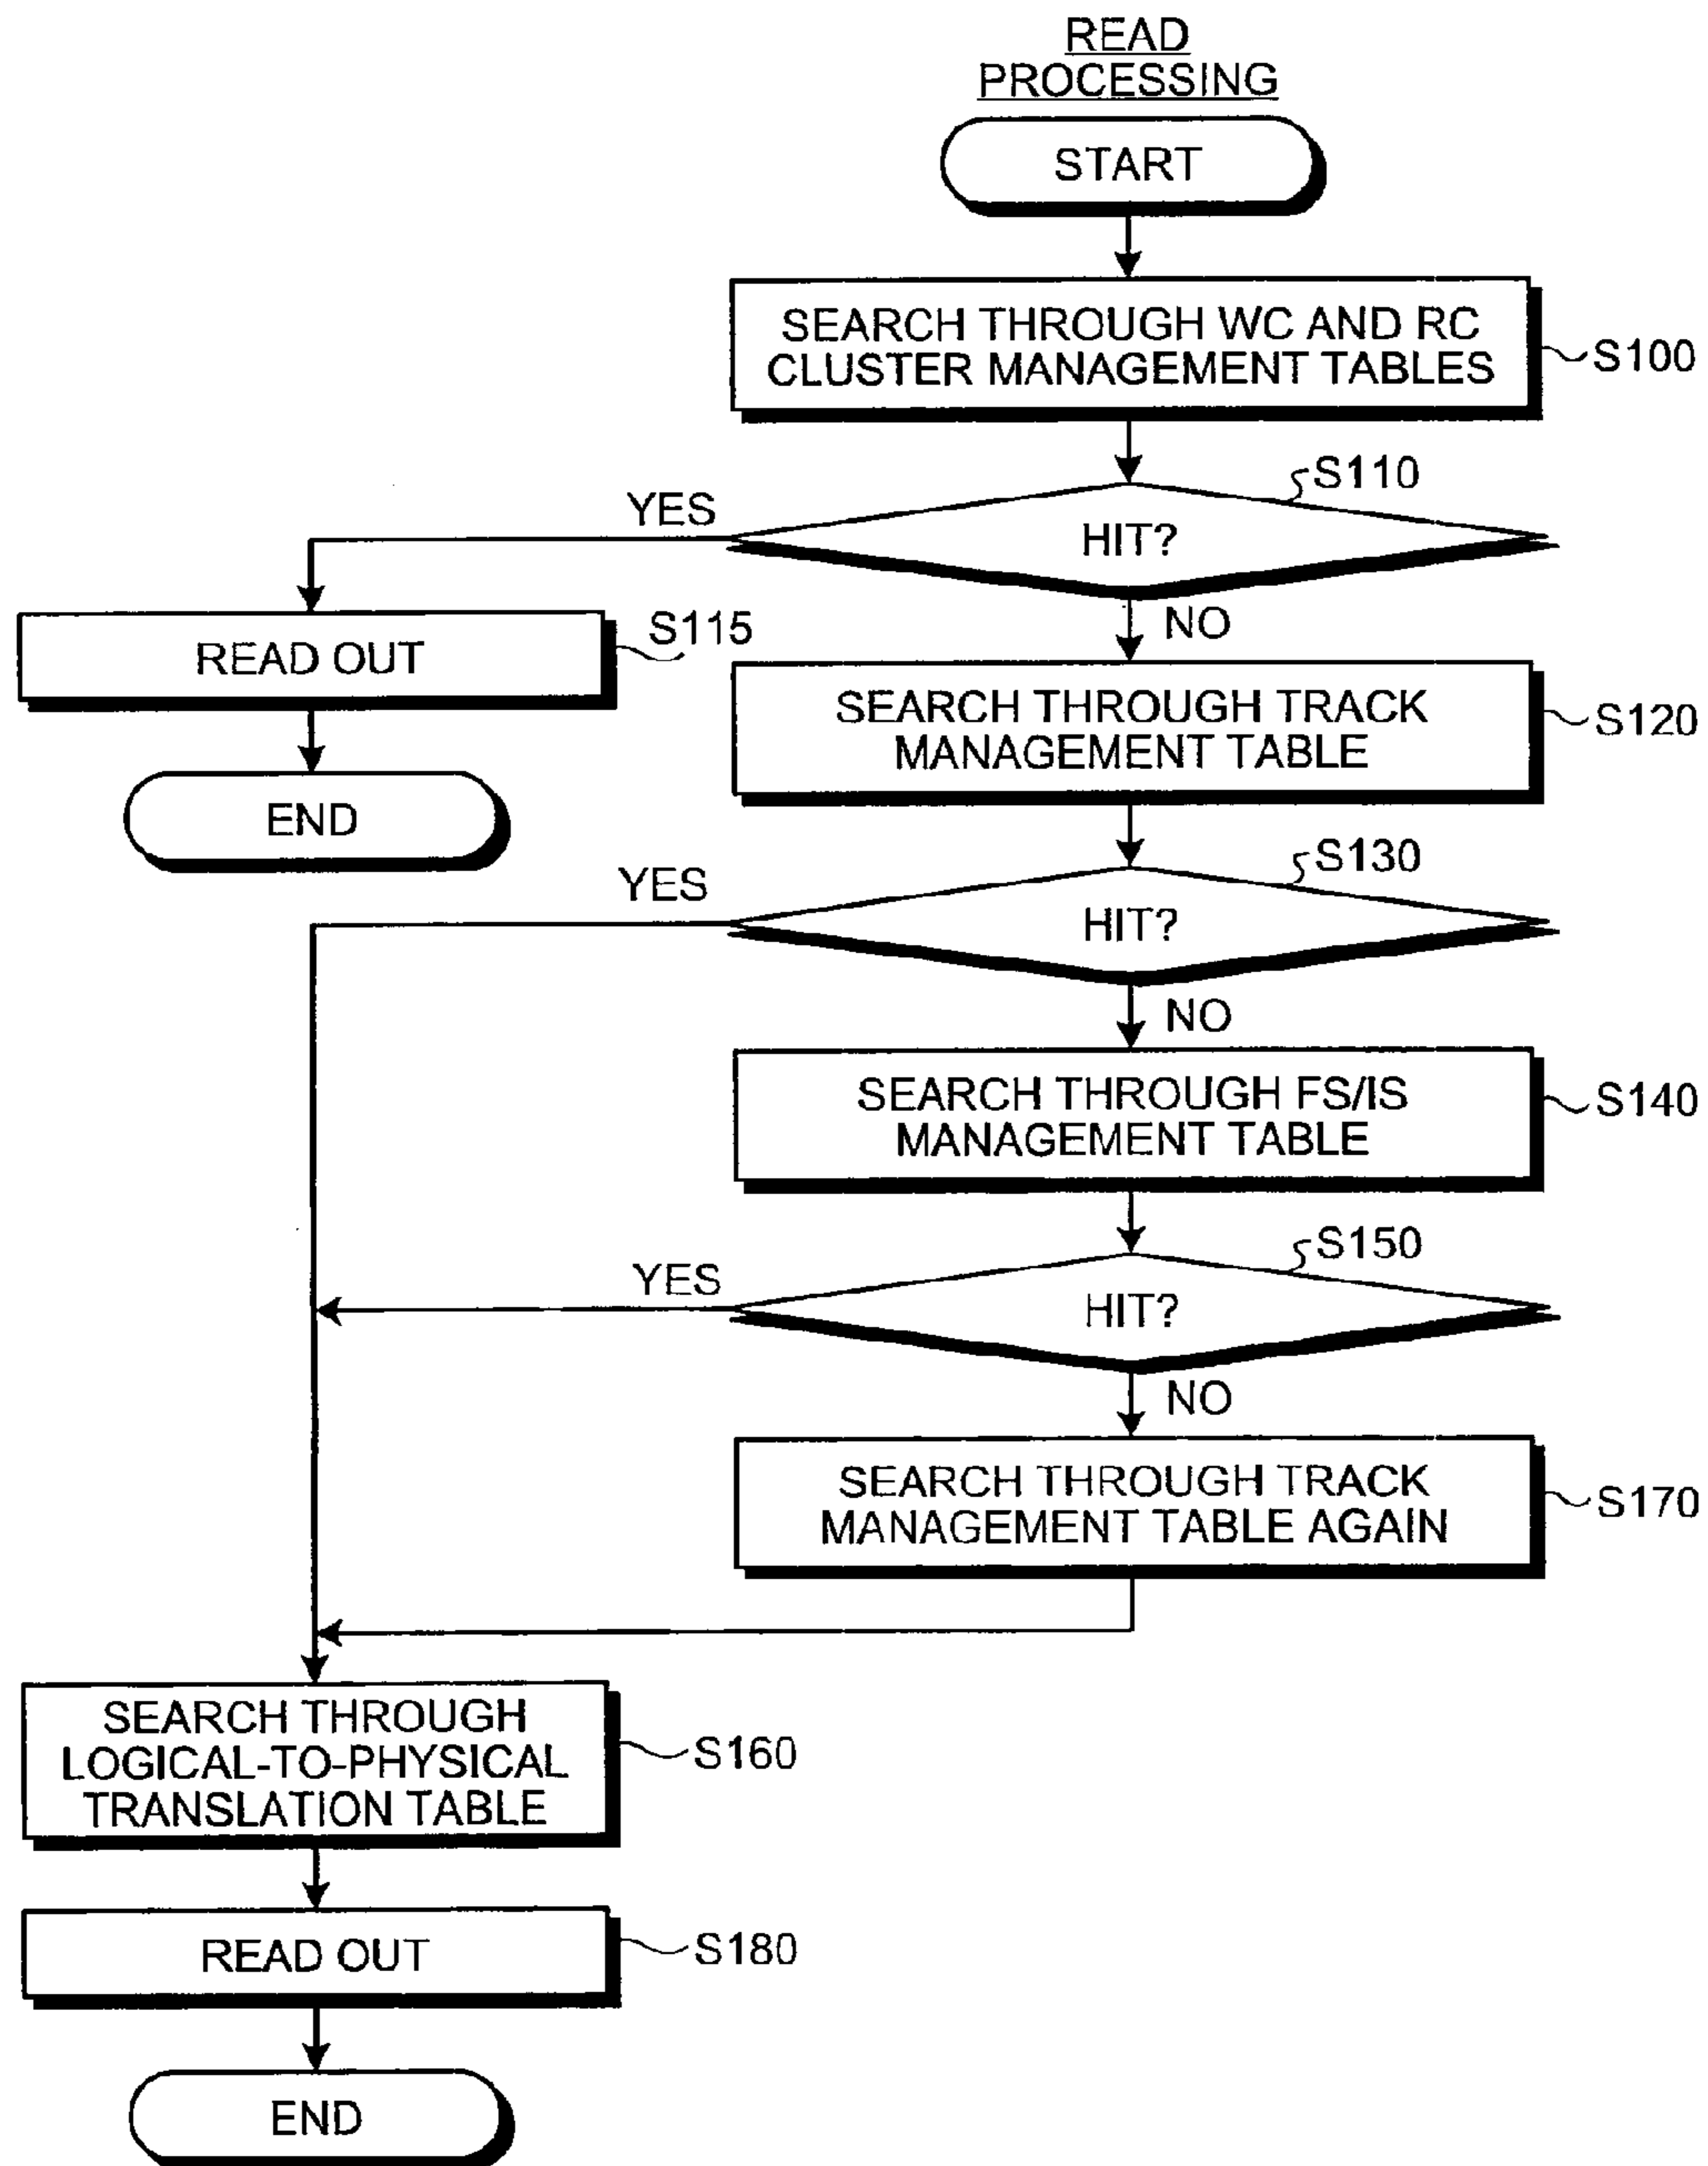 READ
PROCESSING
START
SEARCH THROUGH WC AND RC
CLUSTER MANAGEMENT TABLES
S100
S110
YES
HIT?
NO
READ OUT
S115
SEARCH THROUGH TRACK
MANAGEMENT TABLE
S120
END
S130
YES
HIT?
NO
SEARCH THROUGH FS/IS
MANAGEMENT TABLE
S140
S150
YES
HIT?
NO
SEARCH THROUGH TRACK
MANAGEMENT TABLE AGAIN
S170
SEARCH THROUGH
LOGICAL-TO-PHYSICAL
TRANSLATION TABLE
S160
READ OUT
S180
END